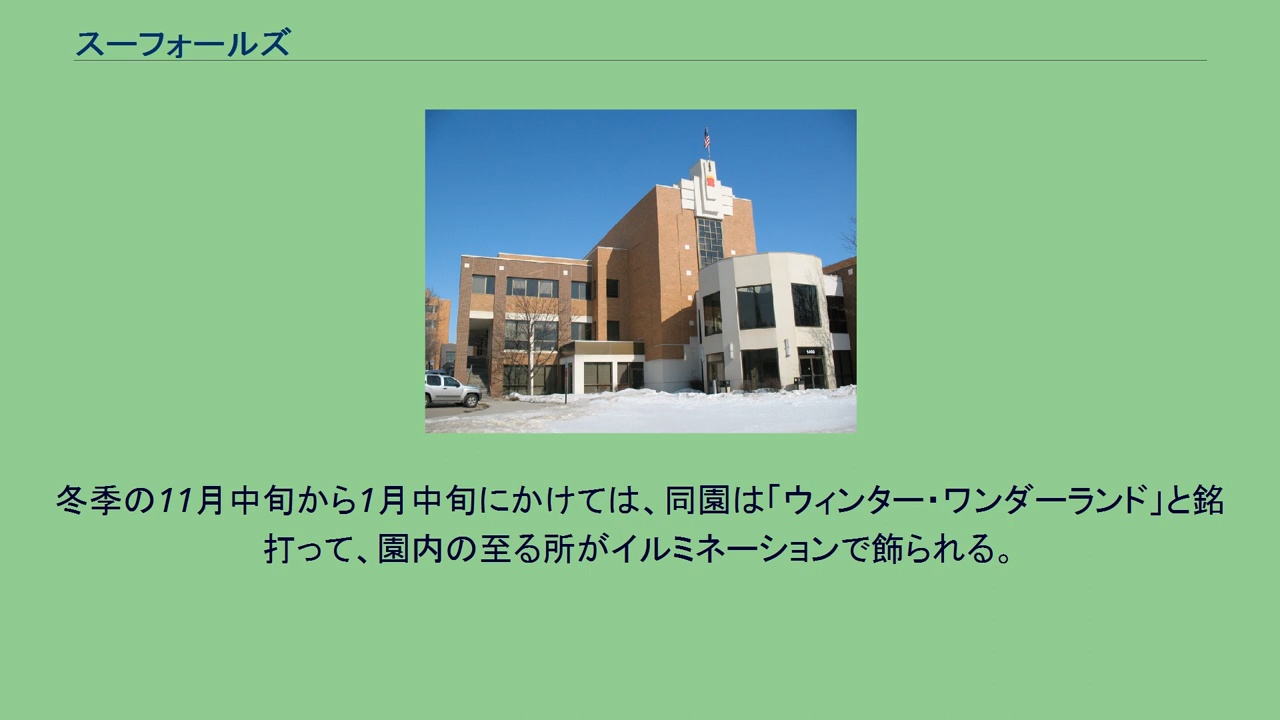 スーフォールズ
冬季の11月中旬から1月中旬にかけては、同園は「ウィンター・ワンダーランド」と銘
打って、園内の至る所がイルミネーションで飾られる。